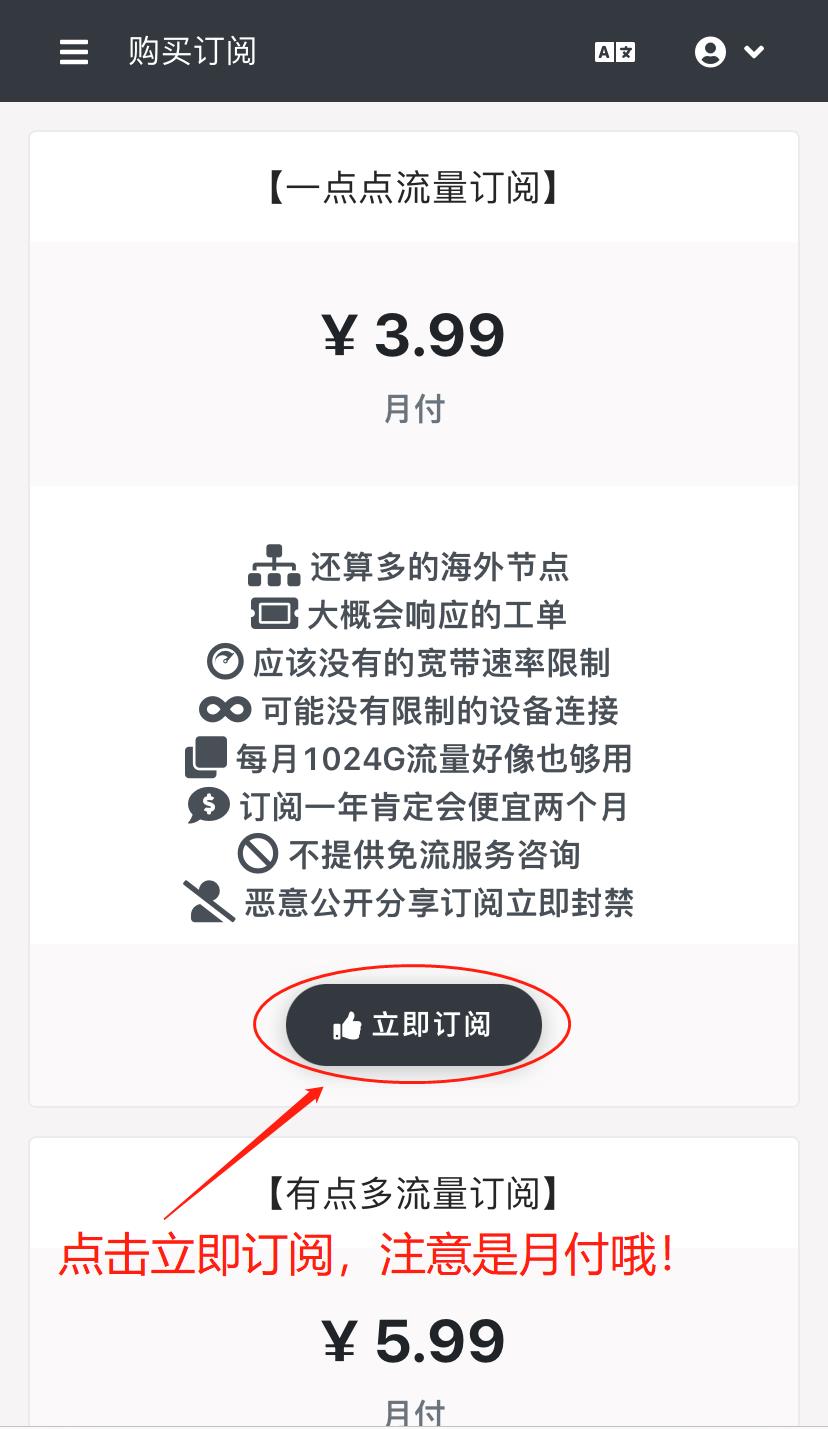 购买订阅
【一点点流量订阅】
¥ 3.99
月付
还算多的海外节点
大概会响应的工单
应该没有的宽带速率限制
可能没有限制的设备连接
每月1024G流量好像也够用
订阅一年肯定会便宜两个月
不提供免流服务咨询
恶意公开分享订阅立即封禁
立即订阅
【有点多流量订阅】
点击立即订阅，注意是月付哦！
¥ 5.99
月付